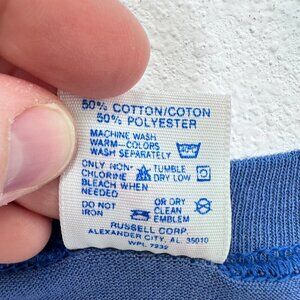 50% COTTON/COTON
50% POLYESTER
MACHINE WASH
WARM-COLORS
WASH SEPARATELY
ONLY NON- TUMBLE
CHLORINE DRY LOW
BLEACH WHEN
NEEDED
DO NOT OR DRY
IRON CLEAN
EMBLEM
RUSSELL CORP.
ALEXANDER CITY, AL. 35010
WPL 7232